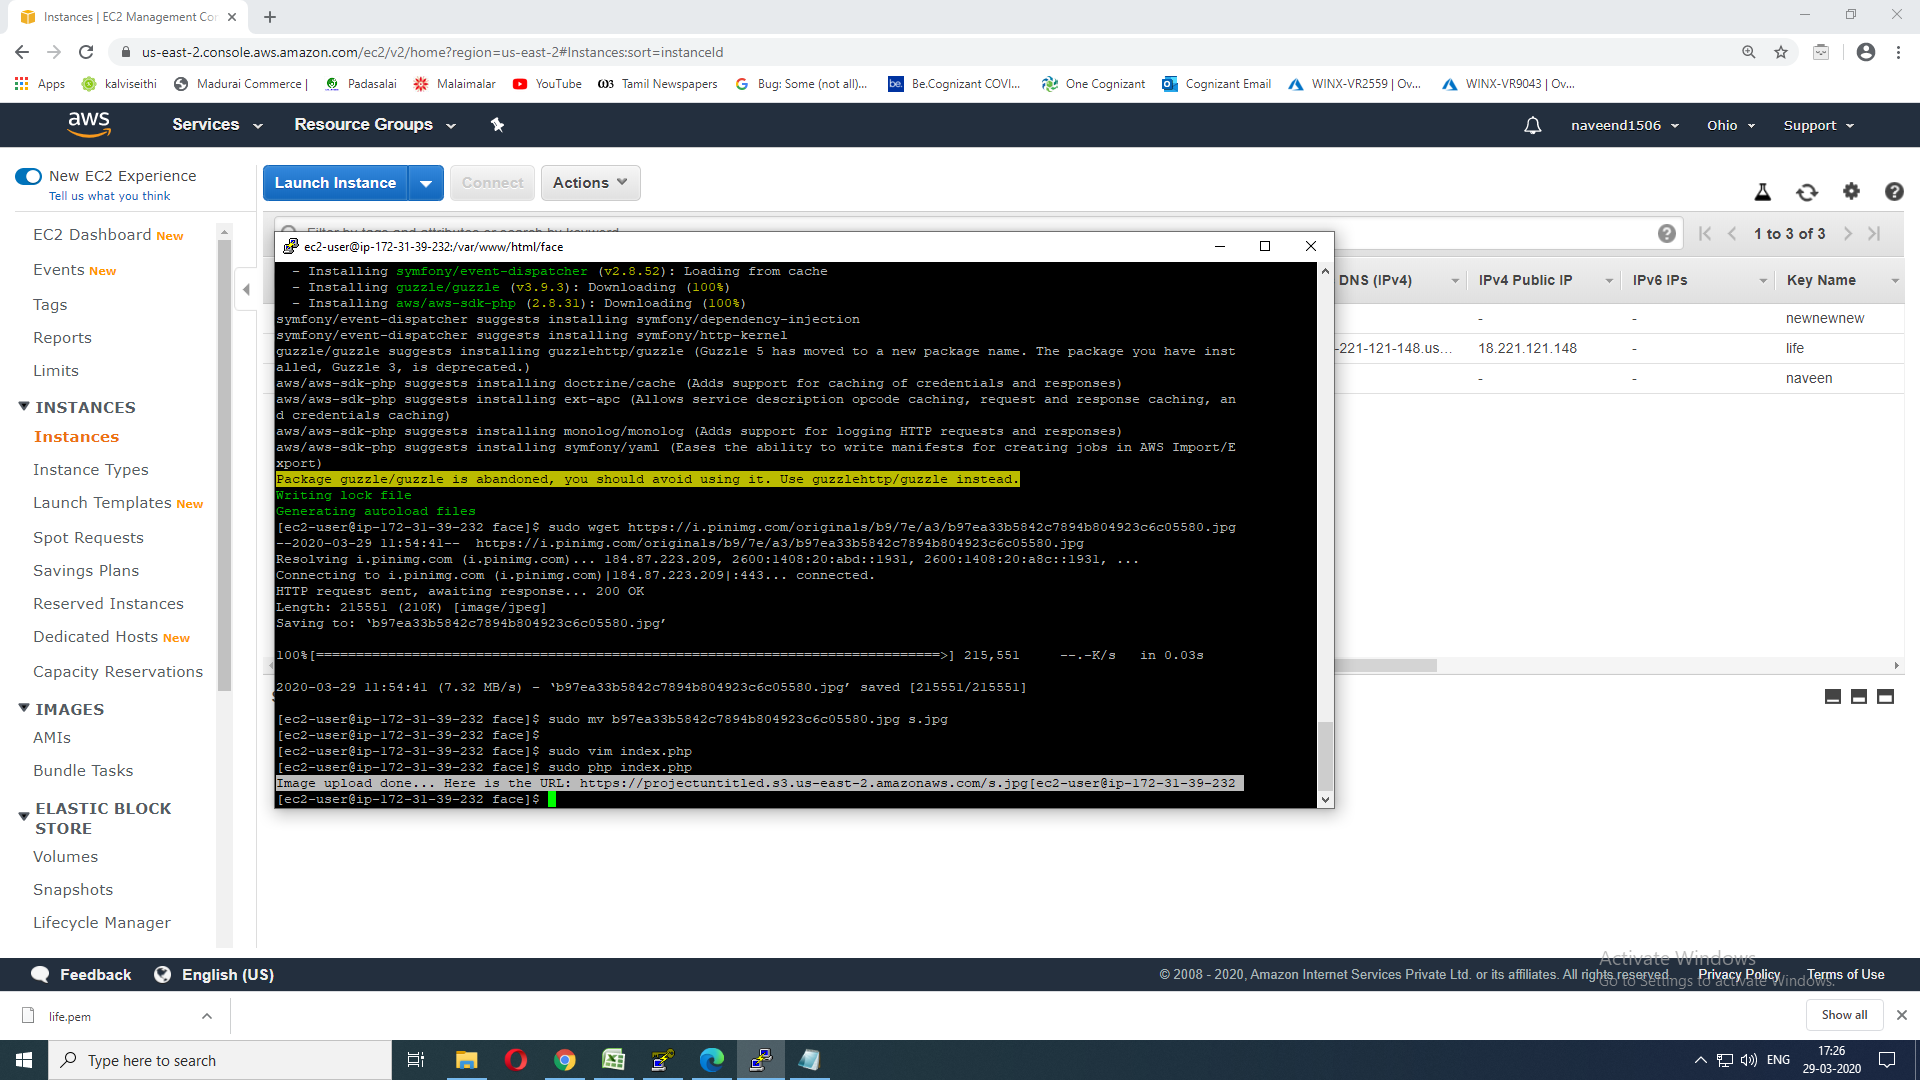 Instances | EC2 Management Con
us-east-2.console.aws.amazon.com/ec2/v2/home?region=us-east-2#Instances:sort=instanceId
Apps
kalviseithi
Madurai Commerce |
Padasalai
Malaimalar
YouTube
Tamil Newspapers
Bug: Some (not all)...
Be.Cognizant COVI...
One Cognizant
Cognizant Email
WINX-VR2559 | Ov...
WINX-VR9043 | Ov...
aws
Services
Resource Groups
naveend1506
Ohio
Support
New EC2 Experience
Tell us what you think
Launch Instance
Connect
Actions
EC2 Dashboard New
Events New
Tags
Reports
Limits
INSTANCES
Instances
Instance Types
Launch Templates New
Spot Requests
Savings Plans
Reserved Instances
Dedicated Hosts New
Capacity Reservations
IMAGES
AMIs
Bundle Tasks
ELASTIC BLOCK
STORE
Volumes
Snapshots
Lifecycle Manager
Filter by tags and attributes or search by keyword
1 to 3 of 3
DNS (IPv4)
IPv4 Public IP
IPv6 IPs
Key Name
-
-
newnewnew
-221-121-148.us...
18.221.121.148
-
life
-
-
naveen
ec2-user@ip-172-31-39-232:/var/www/html/face
- Installing symfony/event-dispatcher (v2.8.52): Loading from cache
- Installing guzzle/guzzle (v3.9.3): Downloading (100%)
- Installing aws/aws-sdk-php (2.8.31): Downloading (100%)
symfony/event-dispatcher suggests installing symfony/dependency-injection
symfony/event-dispatcher suggests installing symfony/http-kernel
guzzle/guzzle suggests installing guzzlehttp/guzzle (Guzzle 5 has moved to a new package name. The package you have inst
alled, Guzzle 3, is deprecated.)
aws/aws-sdk-php suggests installing doctrine/cache (Adds support for caching of credentials and responses)
aws/aws-sdk-php suggests installing ext-apc (Allows service description opcode caching, request and response caching, an
d credentials caching)
aws/aws-sdk-php suggests installing monolog/monolog (Adds support for logging HTTP requests and responses)
aws/aws-sdk-php suggests installing symfony/yaml (Eases the ability to write manifests for creating jobs in AWS Import/E
xport)
Package guzzle/guzzle is abandoned, you should avoid using it. Use guzzlehttp/guzzle instead.
Writing lock file
Generating autoload files
[ec2-user@ip-172-31-39-232 face]$ sudo wget https://i.pinimg.com/originals/b9/7e/a3/b97ea33b5842c7894b804923c6c05580.jpg
--2020-03-29 11:54:41--  https://i.pinimg.com/originals/b9/7e/a3/b97ea33b5842c7894b804923c6c05580.jpg
Resolving i.pinimg.com (i.pinimg.com)... 184.87.223.209, 2600:1408:20:abd::1931, 2600:1408:20:a8c::1931, ...
Connecting to i.pinimg.com (i.pinimg.com)|184.87.223.209|:443... connected.
HTTP request sent, awaiting response... 200 OK
Length: 215551 (210K) [image/jpeg]
Saving to: ‘b97ea33b5842c7894b804923c6c05580.jpg’
100%[==============================================================================>] 215,551     --.-K/s   in 0.03s
2020-03-29 11:54:41 (7.32 MB/s) - ‘b97ea33b5842c7894b804923c6c05580.jpg’ saved [215551/215551]
[ec2-user@ip-172-31-39-232 face]$ sudo mv b97ea33b5842c7894b804923c6c05580.jpg s.jpg
[ec2-user@ip-172-31-39-232 face]$
[ec2-user@ip-172-31-39-232 face]$ sudo vim index.php
[ec2-user@ip-172-31-39-232 face]$ sudo php index.php
Image upload done... Here is the URL: https://projectuntitled.s3.us-east-2.amazonaws.com/s.jpg[ec2-user@ip-172-31-39-232
[ec2-user@ip-172-31-39-232 face]$
Activate Windows
Go to Settings to activate Windows.
Feedback
English (US)
© 2008 - 2020, Amazon Internet Services Private Ltd. or its affiliates. All rights reserved.
Privacy Policy
Terms of Use
life.pem
Show all
Type here to search
ENG
17:26
29-03-2020